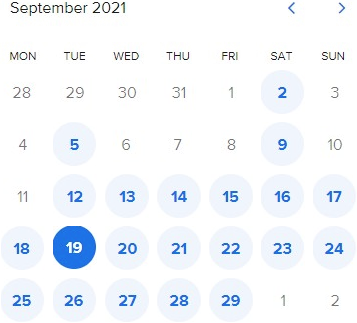 September 2021
MON TUE WED THU FRI SAT SUN
28 29 30 31 1 2 3
4 5 6 7 8 9 10
11 12 13 14 15 16 17
18 19 20 21 22 23 24
25 26 27 28 29 1 2